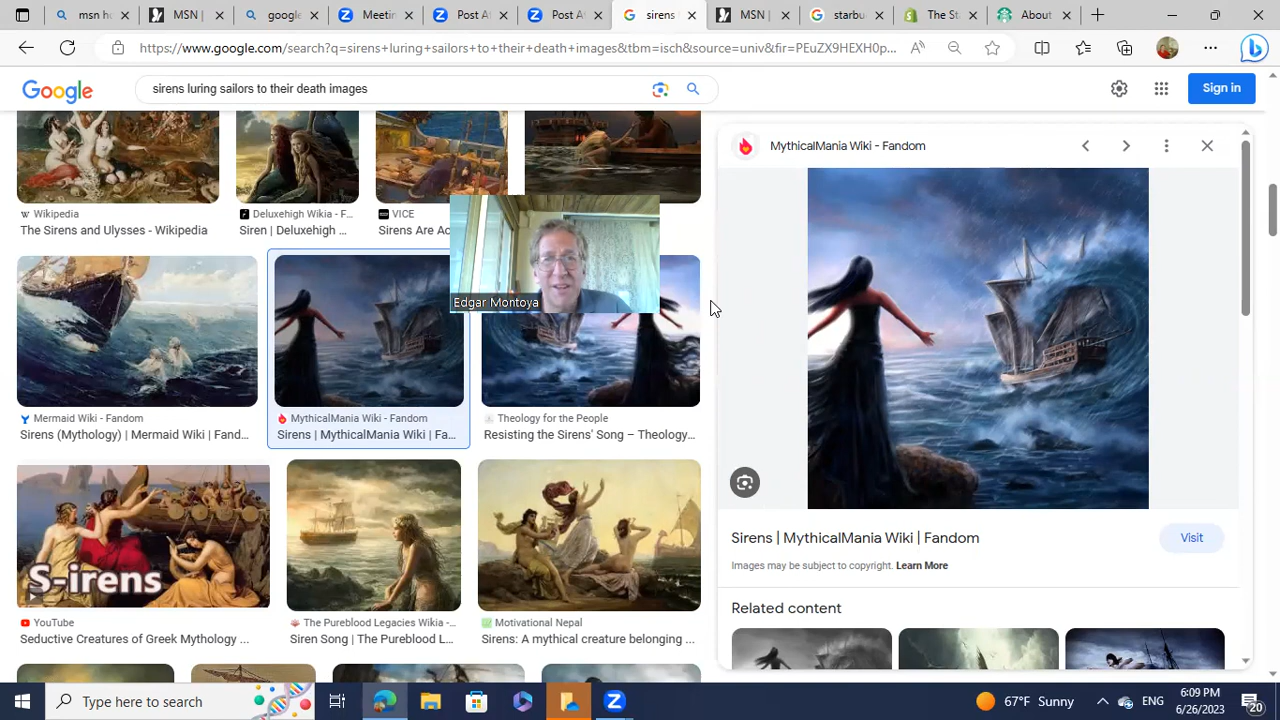 msn ho
MSN |
google
Meetin
Post A
Post A
sirens
MSN |
starbu
The St
About
https://www.google.com/search?q=sirens+luring+sailors+to+their+death+images&tbm=isch&source=univ&fir=PEuZX9HEXH0p...
Google
sirens luring sailors to their death images
Sign in
Wikipedia
The Sirens and Ulysses - Wikipedia
Deluxehigh Wikia - F...
Siren | Deluxehigh ...
VICE
Sirens Are Ac
Edgar Montoya
Mermaid Wiki - Fandom
Sirens (Mythology) | Mermaid Wiki | Fand...
MythicalMania Wiki - Fandom
Sirens | MythicalMania Wiki | Fa...
Theology for the People
Resisting the Sirens' Song – Theology...
S-irens
YouTube
Seductive Creatures of Greek Mythology ...
The Pureblood Legacies Wikia -...
Siren Song | The Pureblood L...
Motivational Nepal
Sirens: A mythical creature belonging ...
MythicalMania Wiki - Fandom
Sirens | MythicalMania Wiki | Fandom
Visit
Images may be subject to copyright. Learn More
Related content
Type here to search
67°F Sunny
ENG
6:09 PM
6/26/2023
20